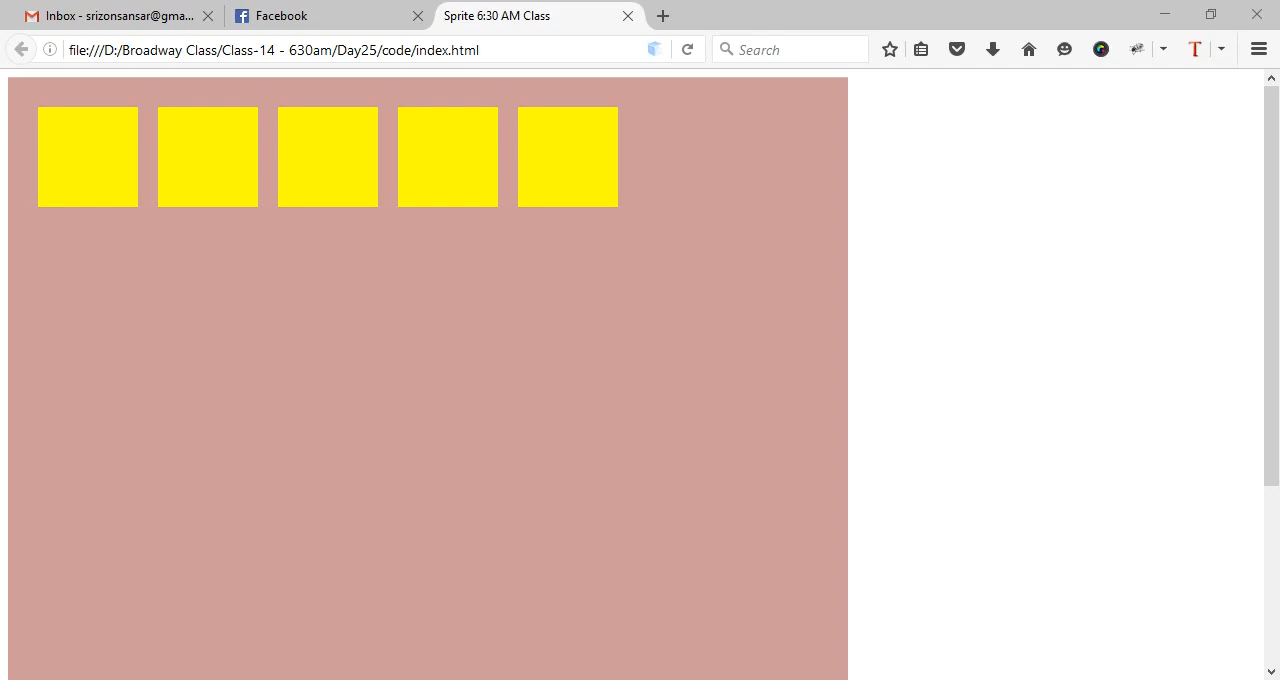 Inbox - srizonsansar@gma...
Facebook
Sprite 6:30 AM Class
file:///D:/Broadway Class/Class-14 - 630am/Day25/code/index.html
Search
T